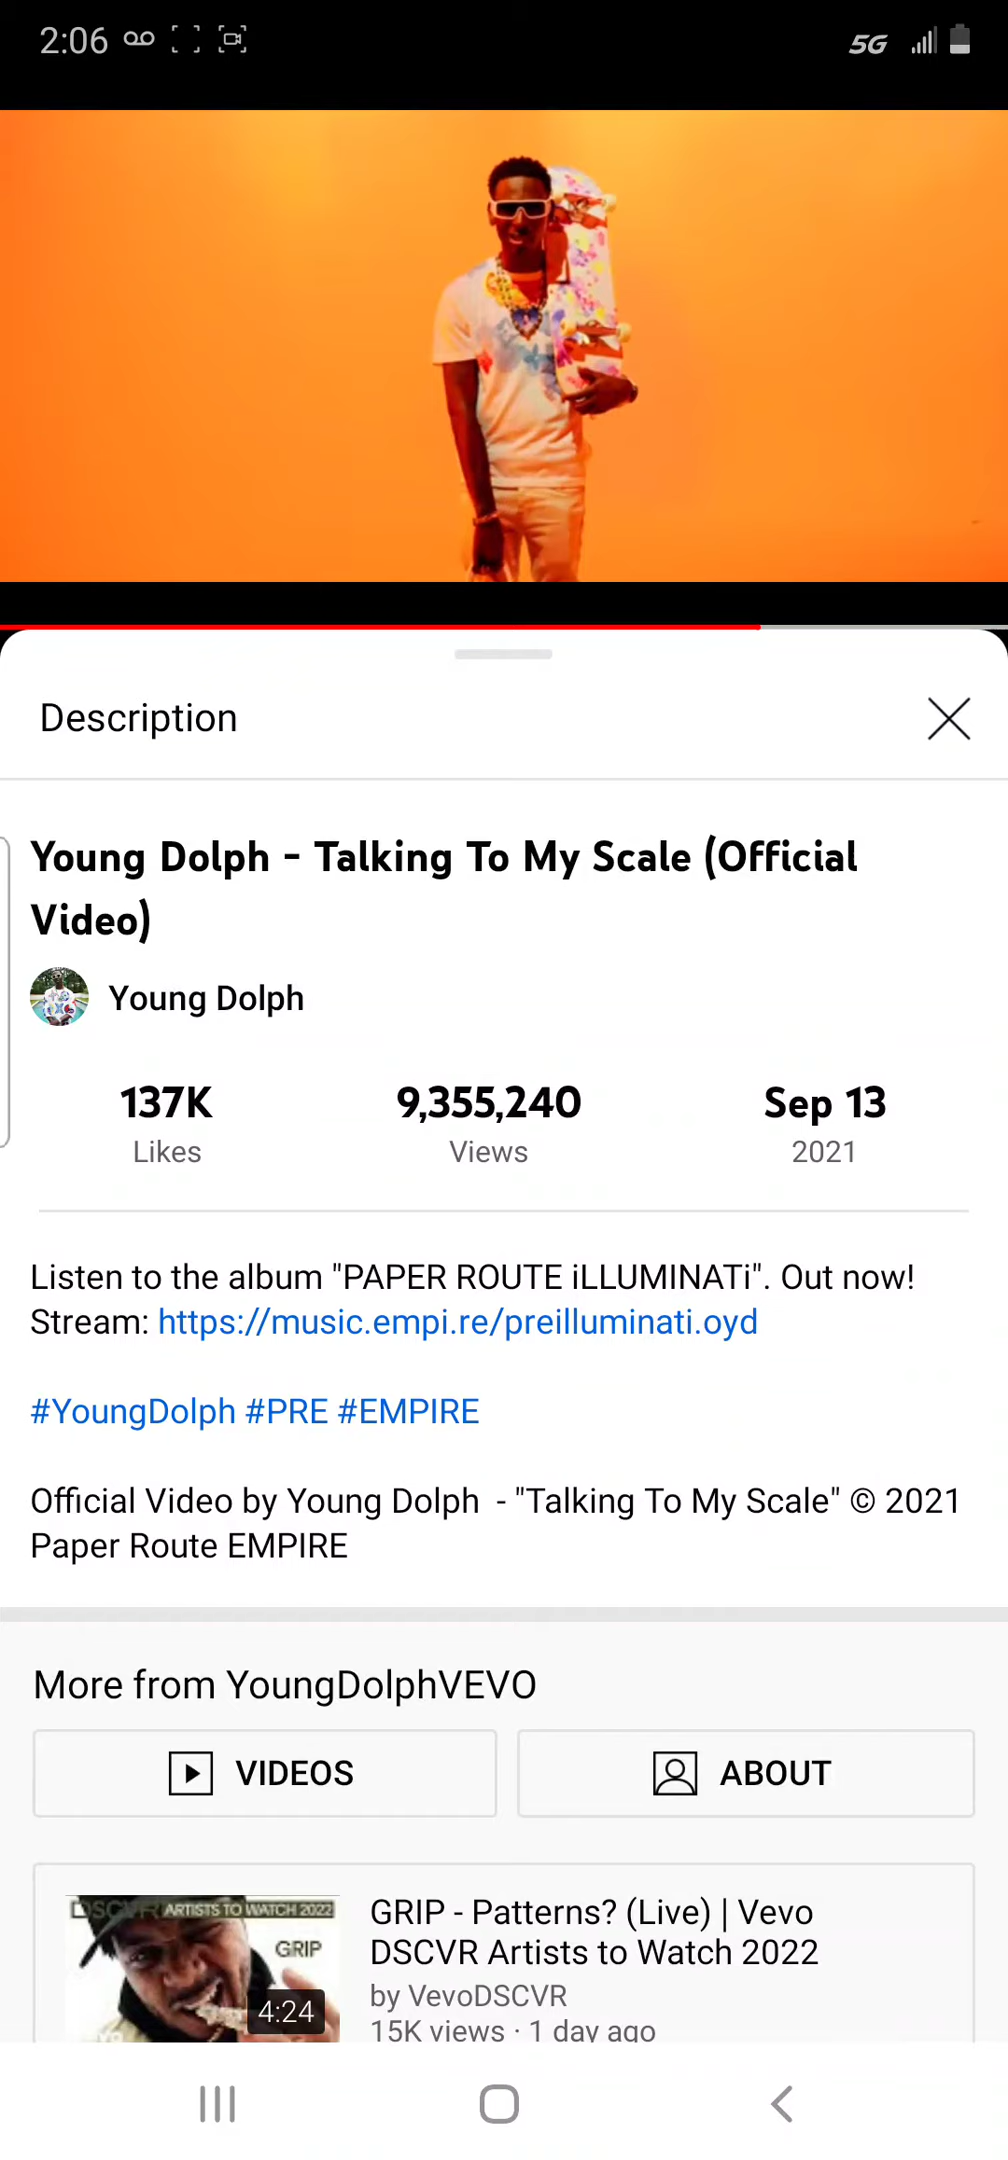 2:06
5G
Description
Young Dolph - Talking To My Scale (Official
Video)
Young Dolph
137K
Likes
9,355,240
Views
Sep 13
2021
Listen to the album "PAPER ROUTE iLLUMINATi". Out now!
Stream: https://music.empi.re/preilluminati.oyd
#YoungDolph #PRE #EMPIRE
Official Video by Young Dolph - "Talking To My Scale" © 2021
Paper Route EMPIRE
More from YoungDolphVEVO
VIDEOS
ABOUT
DSCVR ARTISTS TO WATCH 2022
GRIP
4:24
GRIP - Patterns? (Live) | Vevo
DSCVR Artists to Watch 2022
by VevoDSCVR
15K views · 1 day ago